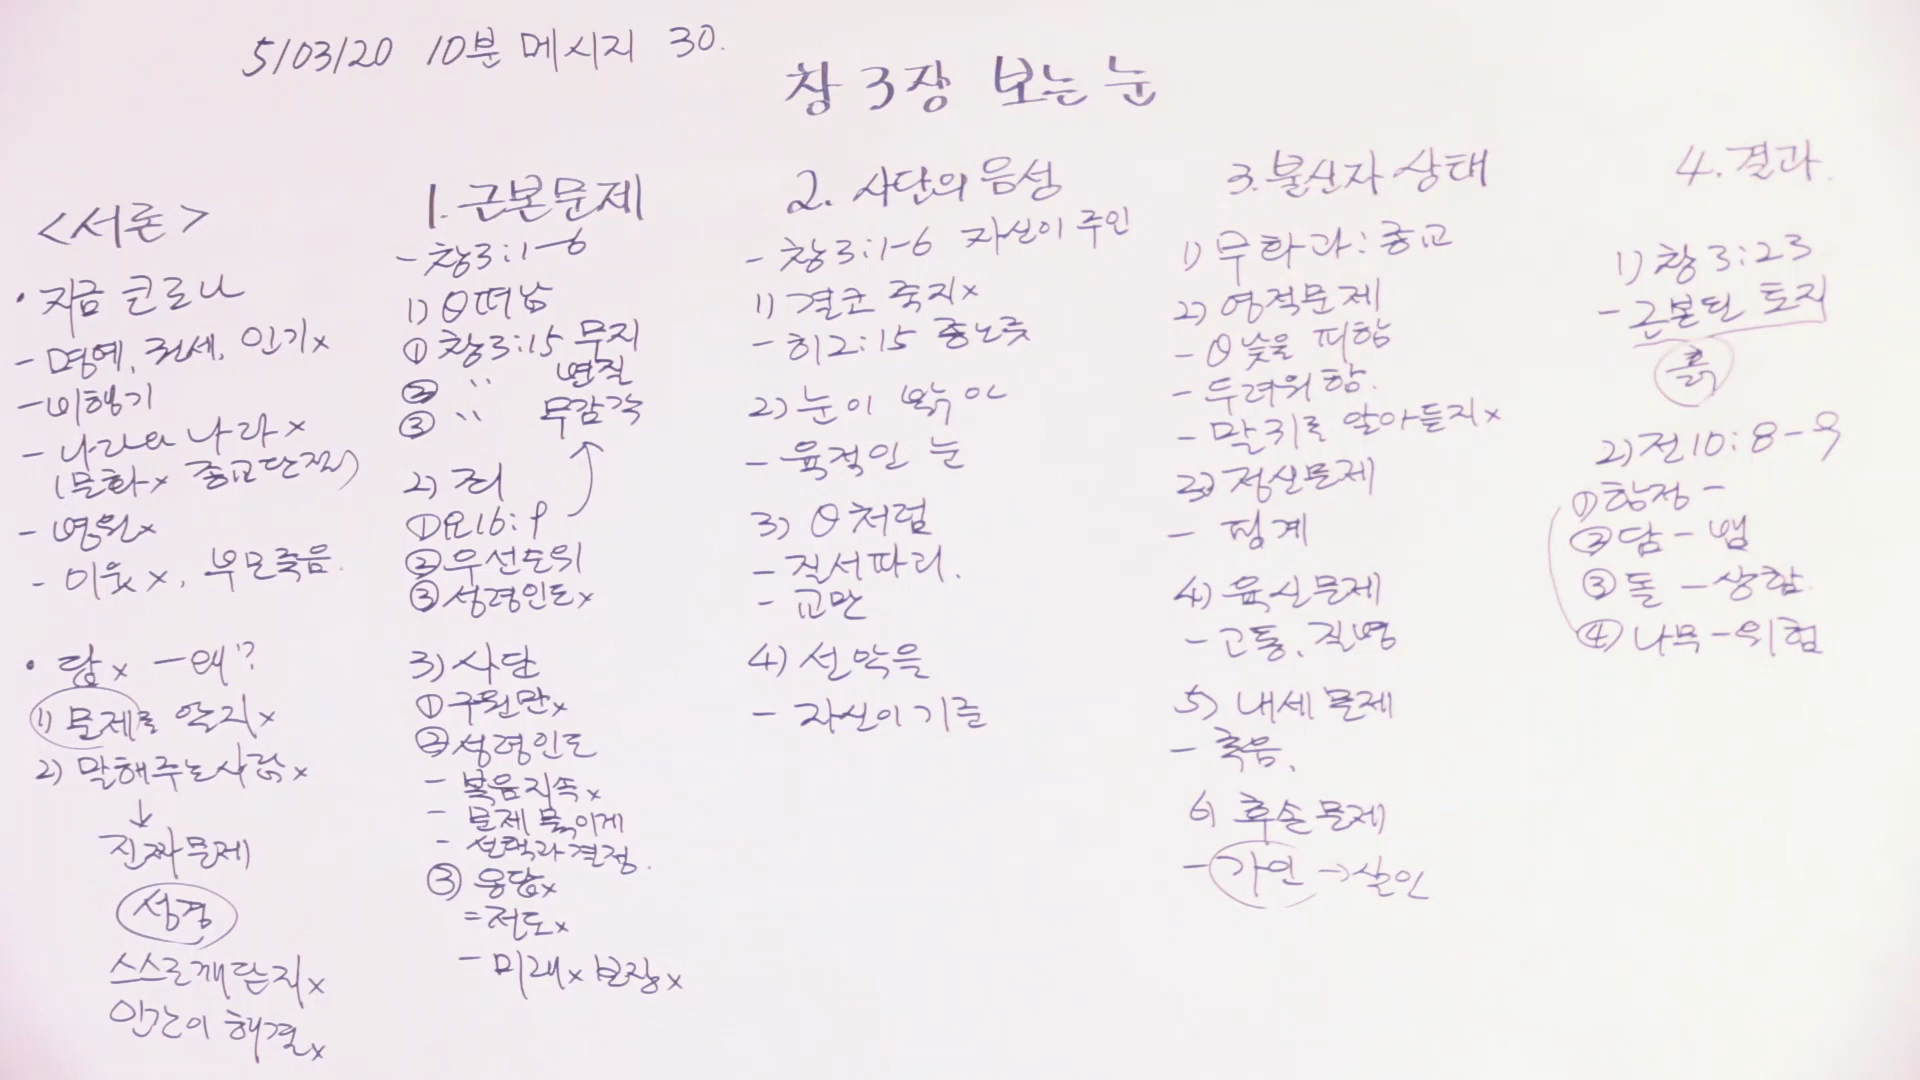 5/03/20 10분 메시지 30.
창 3장 보는 눈
<서론>
• 지금 코로나
- 명예, 권세, 인기x
- 비행기
- 나라와 나라x
(문화x 종교단체)
- 병원x
- 이웃x, 부모죽음.
• 답x - 왜?
1) 문제로 알지x
2) 말해주는사람x
↓
진짜문제
성경
스스로깨닫지x
인간이 해결x
1. 근본문제
- 창3:1-6
1) θ떠남
① 창3:15 무지
② '' 변질
③ '' 무감각
2) 죄
① 요16:9
② 우선순위
③ 성령인도x
3) 사단
① 구원만x
② 성령인도
- 복음지속x
- 문제 묶이게
- 선택과결정.
③ 응답x
= 전도x
- 미래x 보장x
2. 사단의 음성
- 창3:1-6 자신이 주인
1) 결코 죽지x
- 히2:15 종노릇
2) 눈이 밝아
- 육적인 눈
3) θ처럼
- 질서따라.
- 교만
4) 선악을
- 자신이기준
3. 불신자 상태
1) 무화과: 종교
2) 영적문제
- θ낯을 피함
- 두려워함.
- 말귀로 알아듣지x
3) 정신문제
- 핑계
4) 육신문제
- 고통, 질병
5) 내세문제
- 죽음.
6) 후손문제
- 가인 → 살인
4. 결과.
1) 창3:23
- 근본된 토지
흙
2) 전10:8-9
① 함정 -
② 담 - 뱀
③ 돌 - 상함.
④ 나무 - 위험